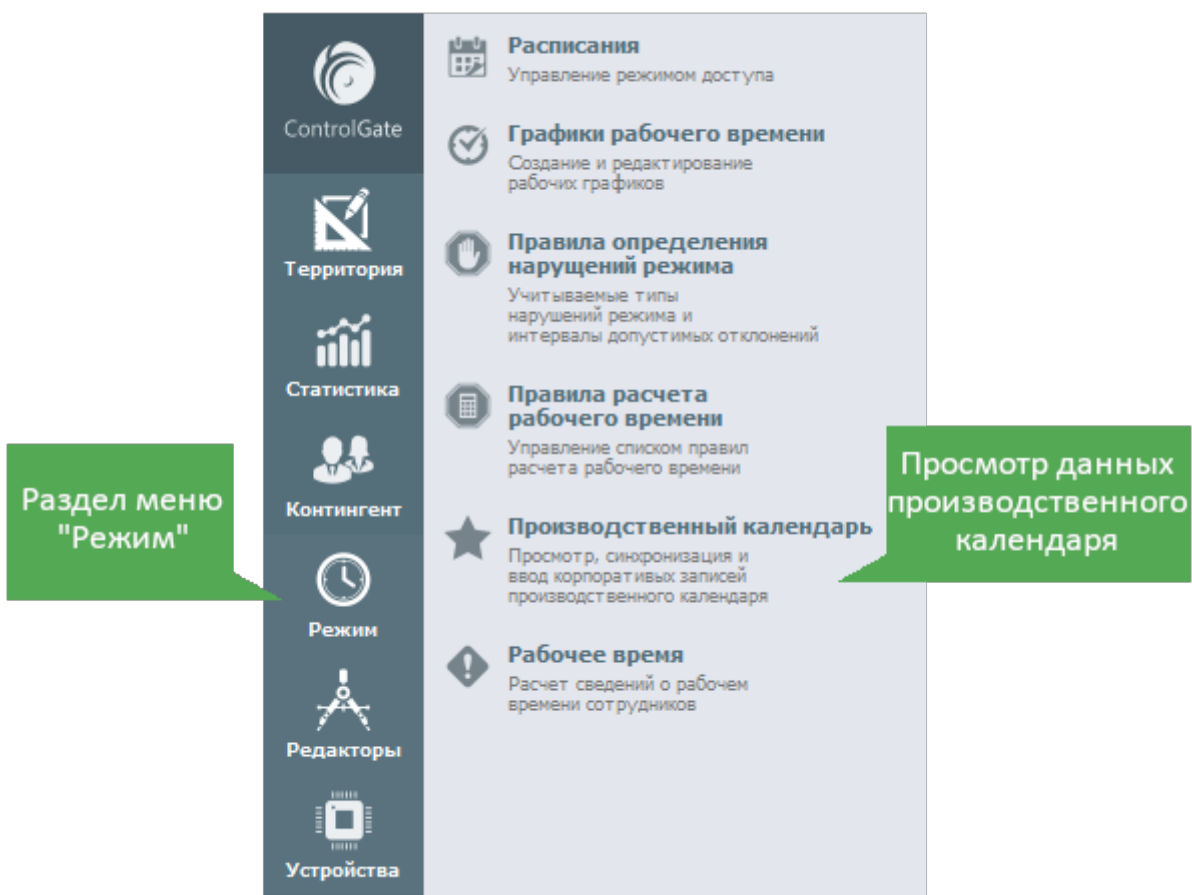 ControlGate
Территория
Статистика
Контингент
Режим
Редакторы
Устройства
Расписания
Управление режимом доступа
Графики рабочего времени
Создание и редактирование
рабочих графиков
Правила определения
нарущений режима
Учитываемые типы
нарушений режима и
интервалы допустимых отклонений
Правила расчета
рабочего времени
Управление списком правил
расчета рабочего времени
Производственный календарь
Просмотр, синхронизация и
ввод корпоративных записей
производственного календаря
Рабочее время
Расчет сведений о рабочем
времени сотрудников
Раздел меню
"Режим"
Просмотр данных
производственного
календаря